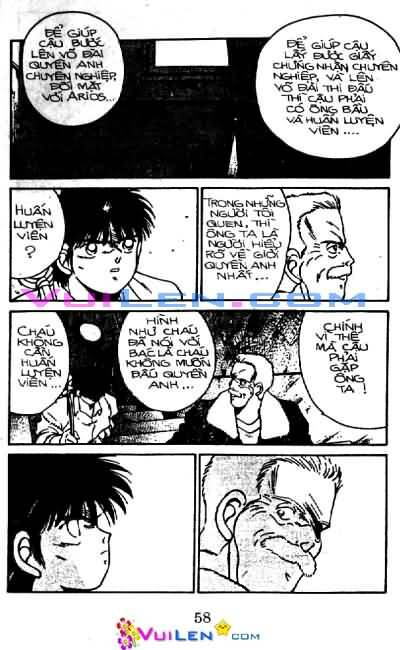 ĐỂ GIÚP CẬU LẤY ĐƯỢC GIẤY CHỨNG NHẬN CHUYÊN NGHIỆP, VÀ LÊN VÕ ĐÀI THI ĐẤU THÌ CẬU PHẢI CÓ ÔNG BẦU VÀ HUẤN LUYỆN VIÊN ....
ĐỂ GIÚP
CẬU BƯỚC
LÊN VÕ ĐÀI
QUYỀN ANH
CHUYÊN NGHIỆP,
ĐỐI MẶT
VỚI ARIOS...
TRONG NHỮNG
NGƯỜI TÔI
QUEN, THÌ
ÔNG TA LÀ
NGƯỜI HIỂU
RÕ VỀ GIỚI
QUYỀN ANH
NHẤT,...
HUẤN
LUYỆN
VIÊN
?
VUILEN.COM
CHÍNH
VÌ THẾ
MÀ CẬU
PHẢI
GẶP
ÔNG
TA !
HÌNH
NHƯ CHÁU
ĐÃ NÓI VỚI
BÁC LÀ CHÁU
KHÔNG MUỐN
ĐẤU QUYỀN
ANH ,...
CHÁU
KHÔNG
CẦN
HUẤN
LUYỆN
VIÊN ...
58
VUILEN.COM